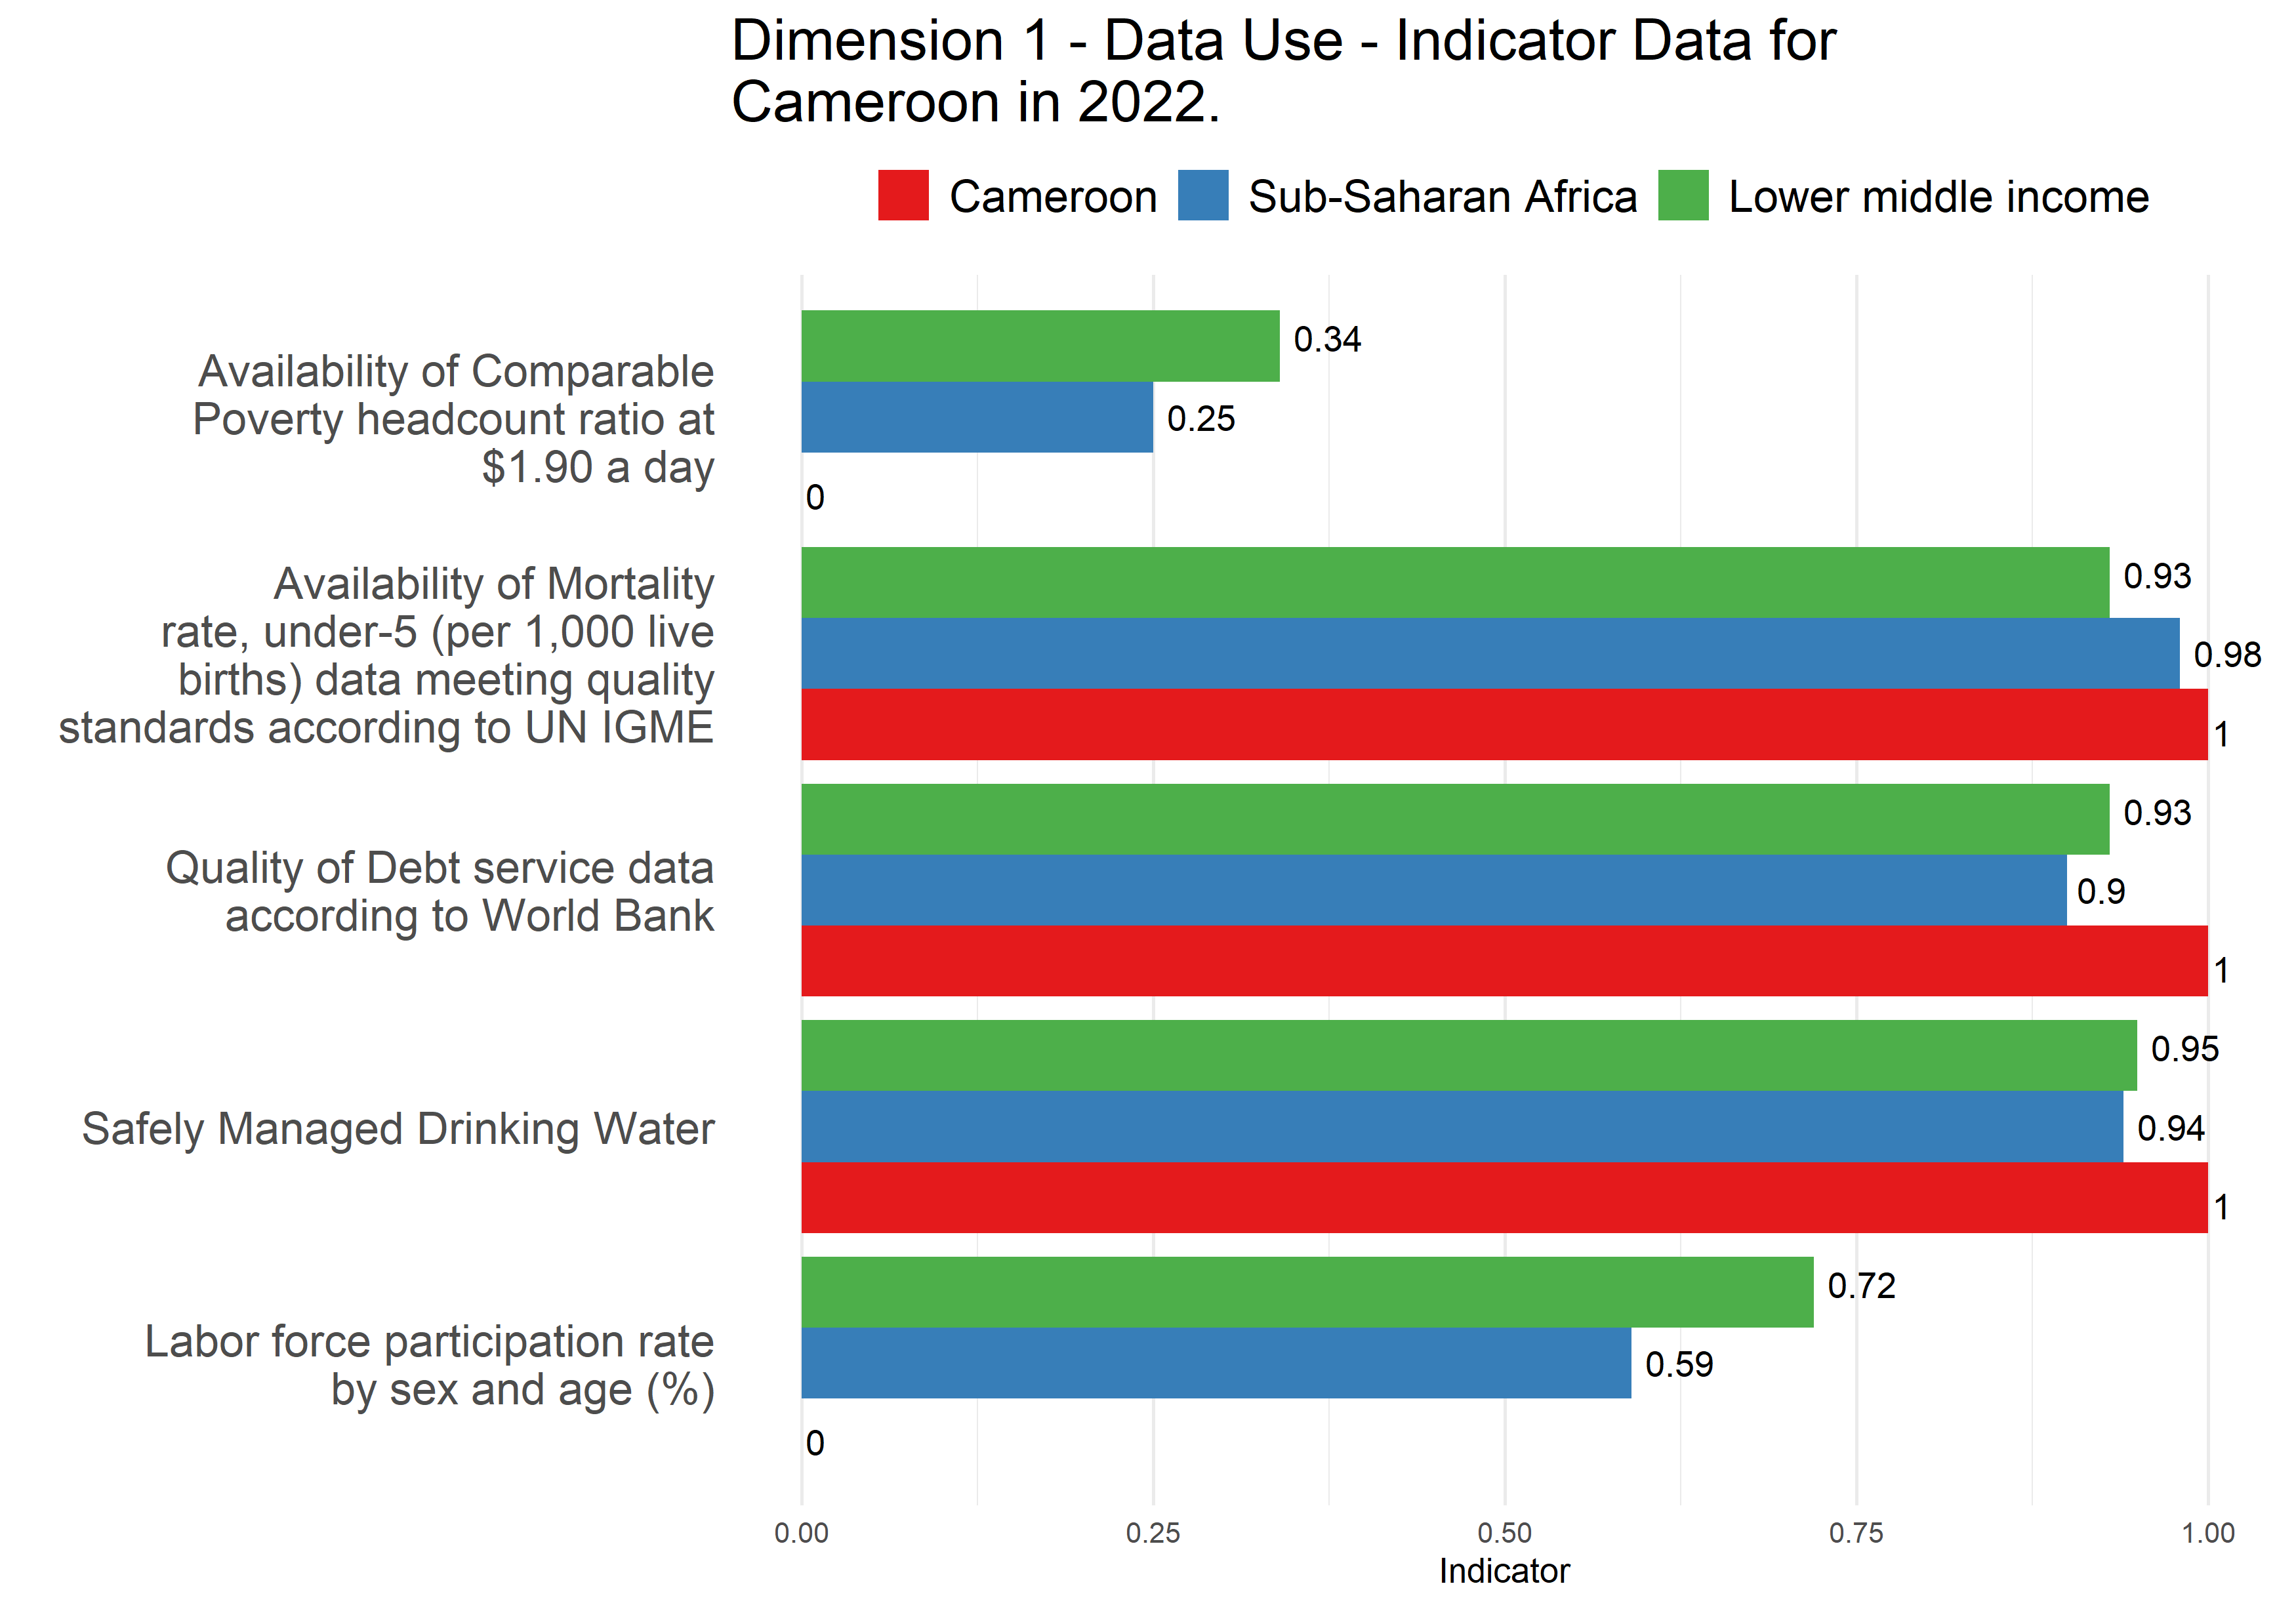 Dimension 1 - Data Use - Indicator Data for
Cameroon in 2022.
Cameroon
Sub-Saharan Africa
Lower middle income
Availability of Comparable
Poverty headcount ratio at
$1.90 a day
0.34
0.25
0
Availability of Mortality
rate, under-5 (per 1,000 live
births) data meeting quality
standards according to UN IGME
0.93
0.98
1
Quality of Debt service data
according to World Bank
0.93
0.9
1
Safely Managed Drinking Water
0.95
0.94
1
Labor force participation rate
by sex and age (%)
0.72
0.59
0
0.00
0.25
0.50
0.75
1.00
Indicator